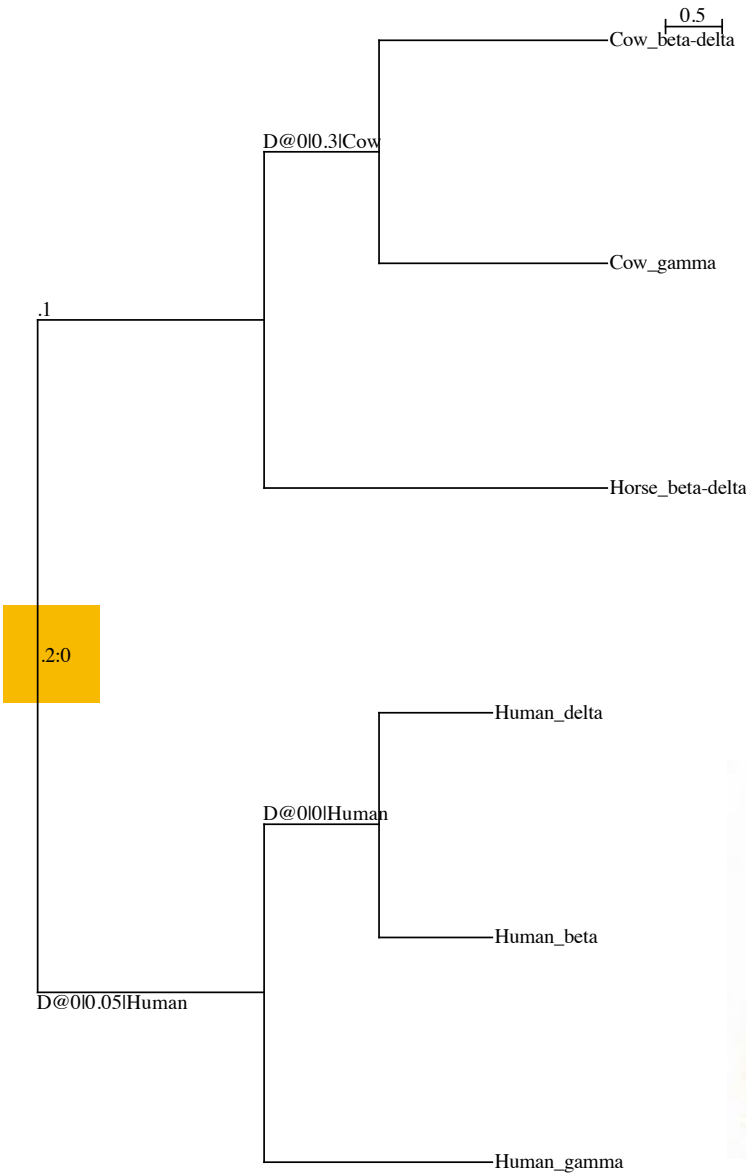 0.5
Cow_beta-delta
D@0|0.3|Cow
Cow_gamma
.1
Horse_beta-delta
.2:0
Human_delta
D@0|0|Human
Human_beta
D@0|0.05|Human
Human_gamma